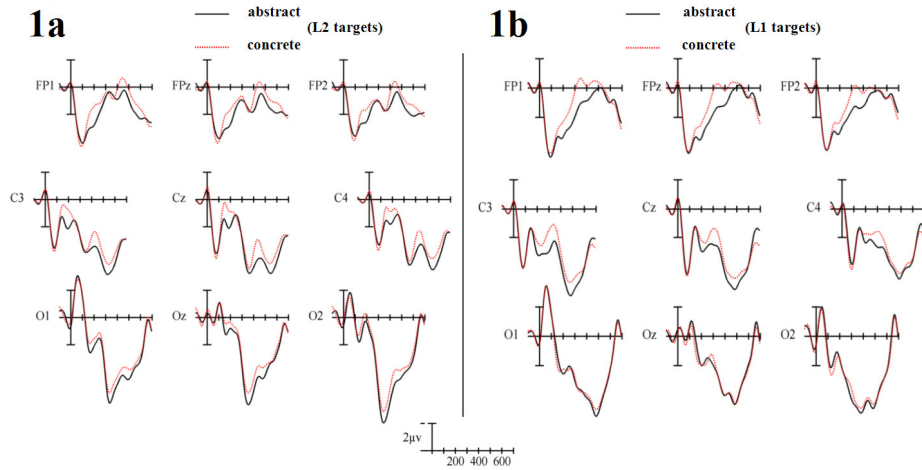 1a
abstract
(L2 targets)
concrete
1b
abstract
(L1 targets)
concrete
FP1 FPz FP2
C3 Cz C4
O1 Oz O2
FP1 FPz FP2
C3 Cz C4
O1 Oz O2
2μv
200 400 600